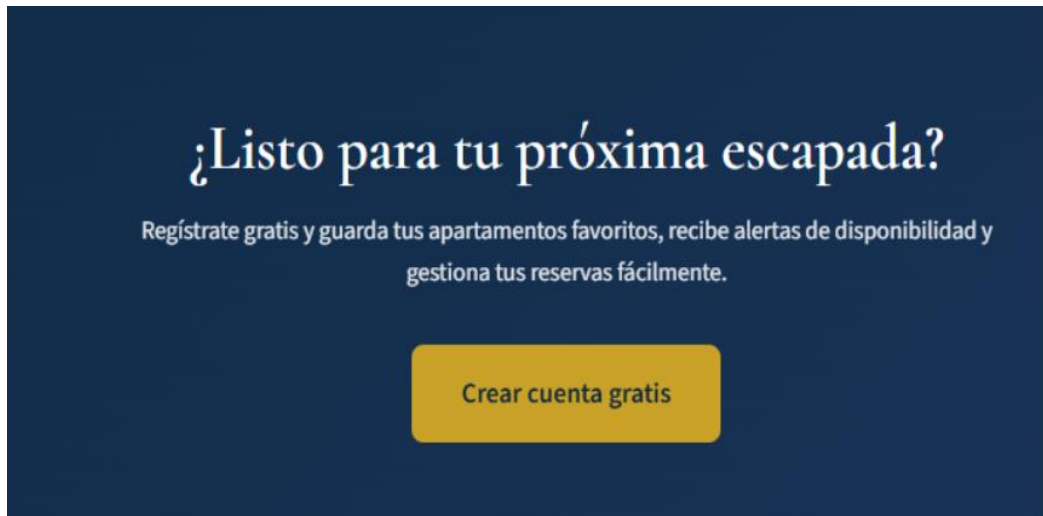 ¿Listo para tu próxima escapada?
Regístrate gratis y guarda tus apartamentos favoritos, recibe alertas de disponibilidad y
gestiona tus reservas fácilmente.
Crear cuenta gratis